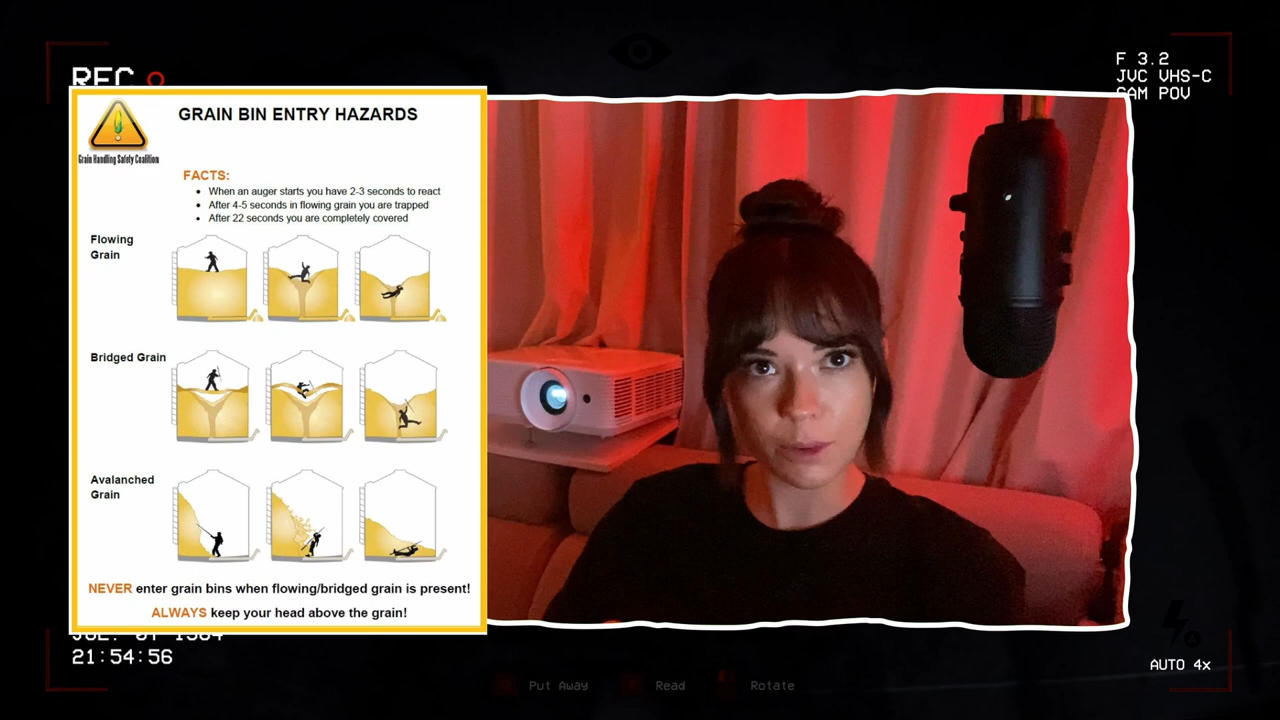 REC
F 3.2
JVC VHS-C
CAM POV
GRAIN BIN ENTRY HAZARDS
Grain Handling Safety Coalition
FACTS:
• When an auger starts you have 2-3 seconds to react
• After 4-5 seconds in flowing grain you are trapped
• After 22 seconds you are completely covered
Flowing
Grain
Bridged Grain
Avalanched
Grain
NEVER enter grain bins when flowing/bridged grain is present!
ALWAYS keep your head above the grain!
21:54:56
AUTO 4x
Put Away Read Rotate